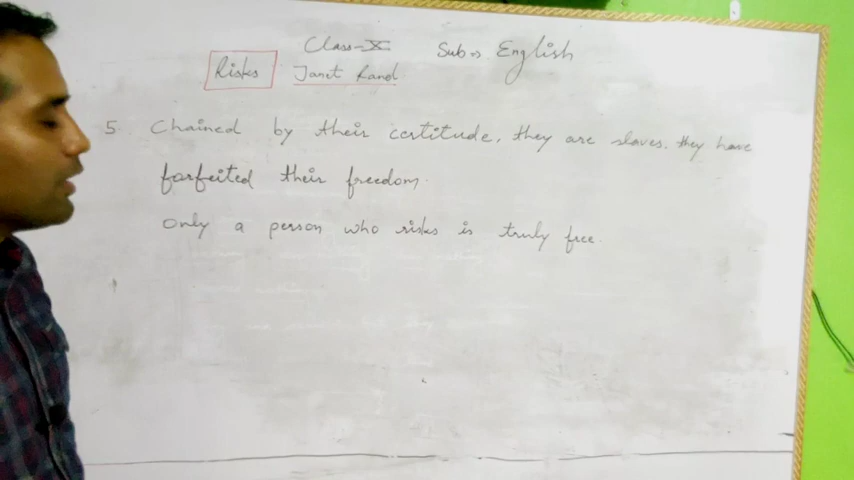 Class-X Sub:- English
Risks Janet Rand
5. Chained by their certitude, they are slaves. they have
forfeited their freedom.
Only a person who risks is truly free.